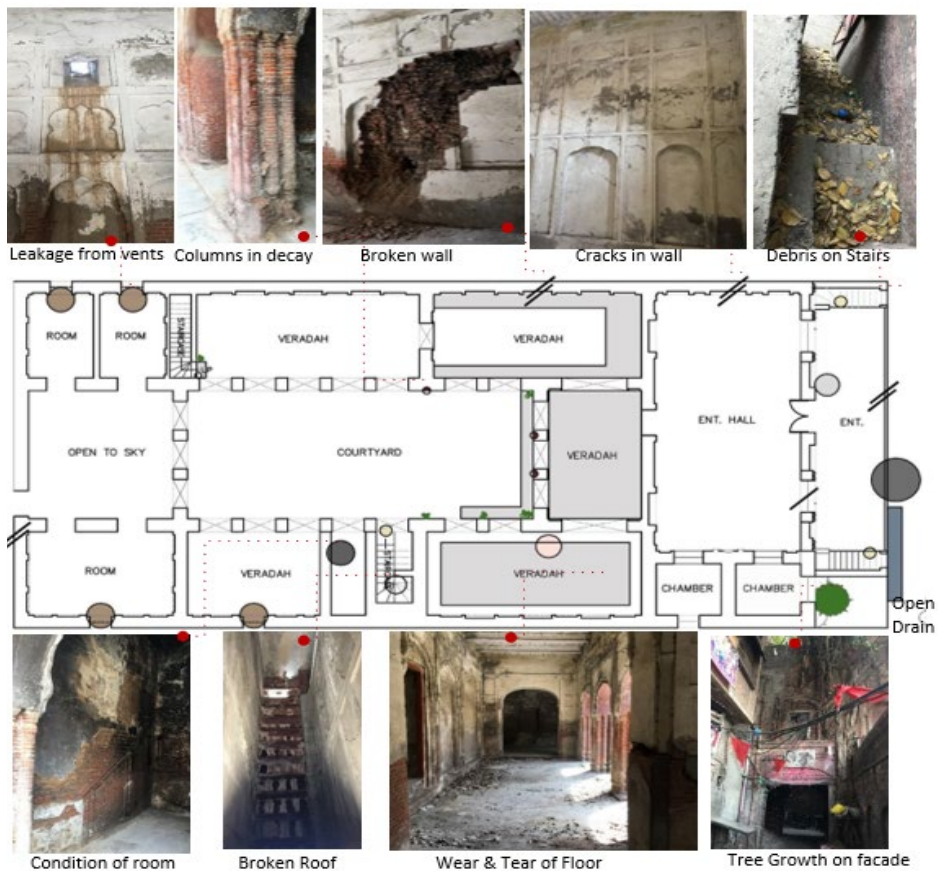 Leakage from vents
Columns in decay
Broken wall
Cracks in wall
Debris on Stairs
ROOM
ROOM
STAIRCASE
VERADAH
VERADAH
ENT. HALL
ENT.
OPEN TO SKY
COURTYARD
VERADAH
ROOM
VERADAH
VERADAH
CHAMBER
CHAMBER
Open
Drain
Condition of room
Broken Roof
Wear & Tear of Floor
Tree Growth on facade